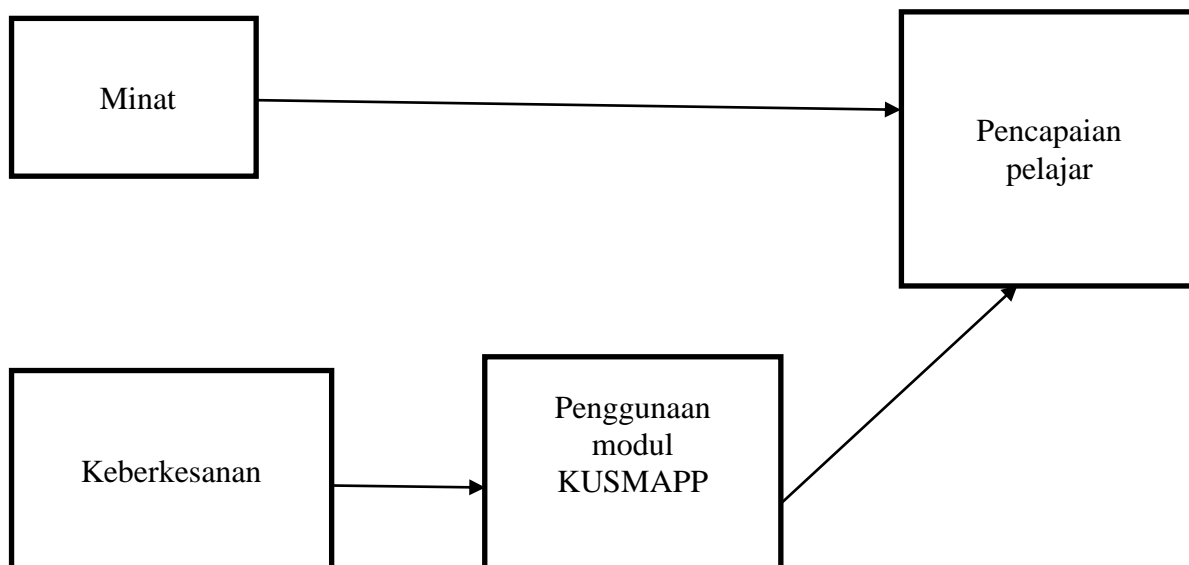 Minat
Pencapaian
pelajar
Keberkesanan
Penggunaan
modul
KUSMAPP